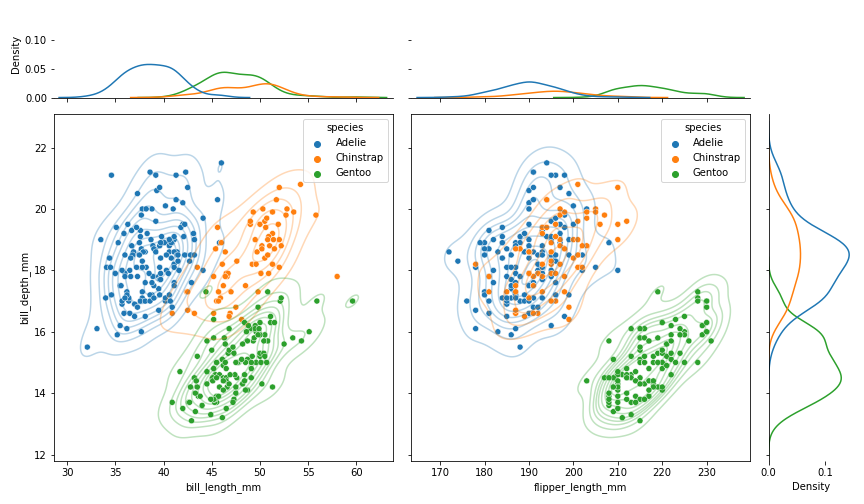 Density
0.10
0.05
0.00
bill_depth_mm
22
20
18
16
14
12
species
Adelie
Chinstrap
Gentoo
30 35 40 45 50 55 60
bill_length_mm
species
Adelie
Chinstrap
Gentoo
170 180 190 200 210 220 230
flipper_length_mm
0.0 0.1
Density